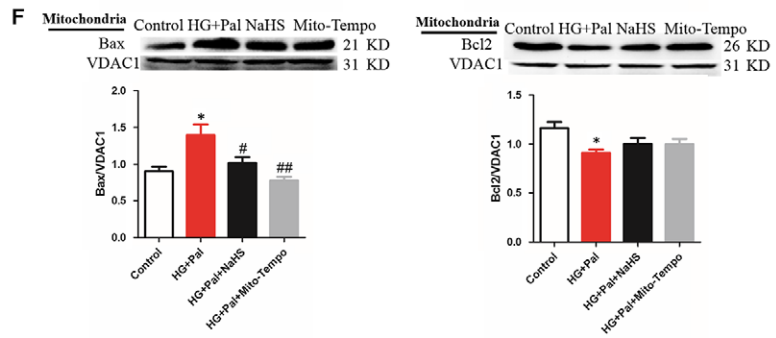 F
Mitochondria Control HG+Pal NaHS Mito-Tempo
Bax 21 KD
VDAC1 31 KD
Bax/VDAC1
2.0
1.5
1.0
0.5
0.0
*
#
##
Control
HG+Pal
HG+Pal+NaHS
HG+Pal+Mito-Tempo
Mitochondria Control HG+Pal NaHS Mito-Tempo
Bcl2 26 KD
VDAC1 31 KD
Bcl2/VDAC1
1.5
1.0
0.5
0.0
*
Control
HG+Pal
HG+Pal+NaHS
HG+Pal+Mito-Tempo